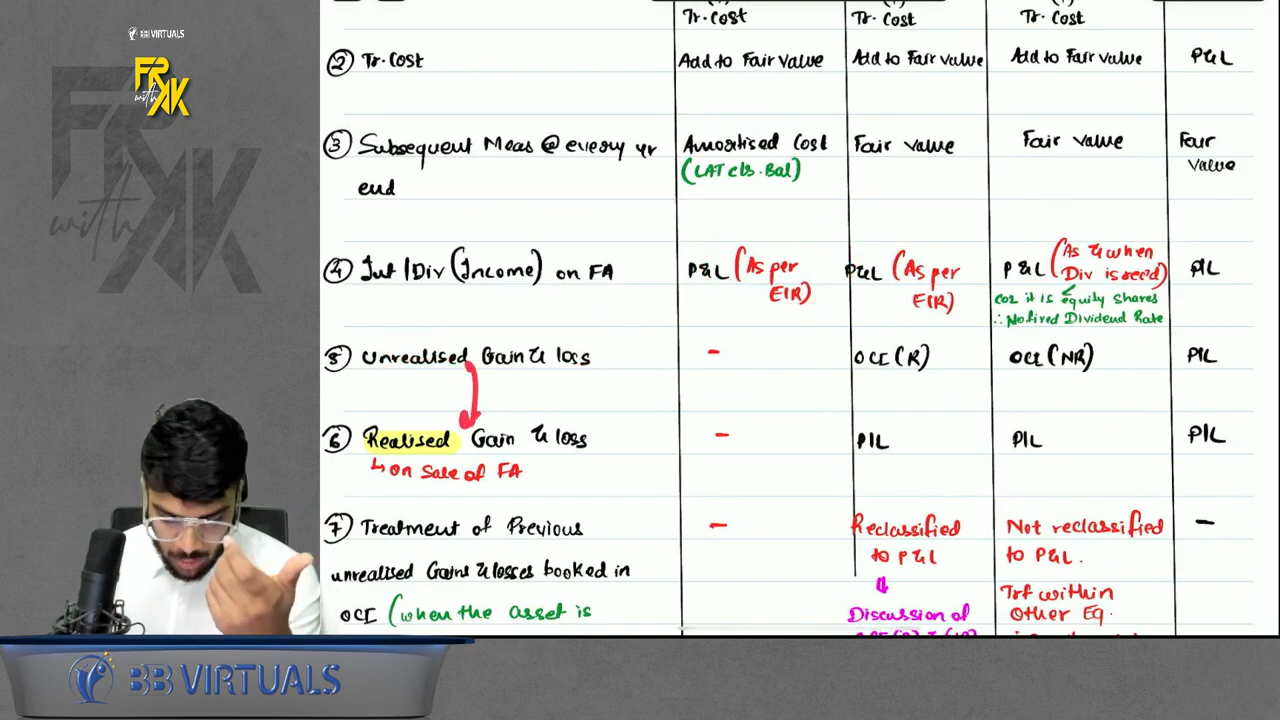 BB VIRTUALS
FR
with
AK
FR
with
AK
Tr. Cost
Tr. Cost
Tr. Cost
② Tr. Cost
Add to Fair Value
Add to Fair Value
Add to Fair Value
P&L
③ Subsequent Meas @ every yr
end
Amortised Cost
(LAT cls. Bal)
Fair Value
Fair Value
Fair
Value
④ Int / Div (Income) on FA
P&L (As per
EIR)
P&L (As per
EIR)
P&L (As & when
Div is recd)
coz it is equity shares
∴ No fixed Dividend Rate
P/L
⑤ Unrealised Gain & loss
-
OCI (R)
OCI (NR)
P/L
⑥ Realised Gain & loss
↳ on Sale of FA
-
P/L
P/L
P/L
⑦ Treatment of Previous
unrealised Gains & losses booked in
OCI (when the asset is
-
Reclassified
to P&L
⇓
Discussion of
Not reclassified
to P&L.
Trf within
Other Eq.
-
BB VIRTUALS